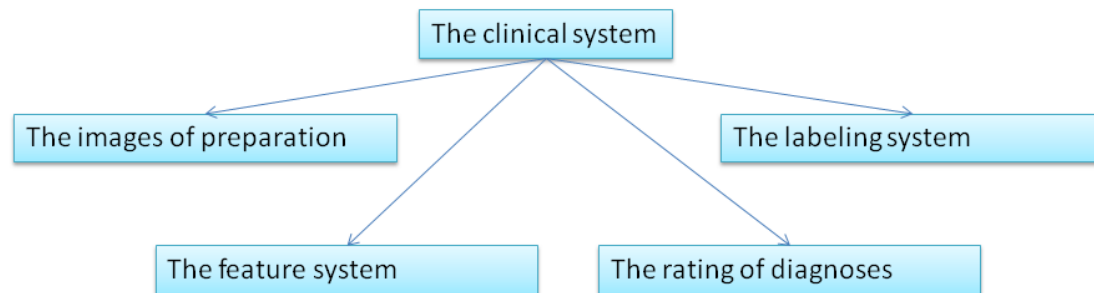 The clinical system
The images of preparation
The labeling system
The feature system
The rating of diagnoses